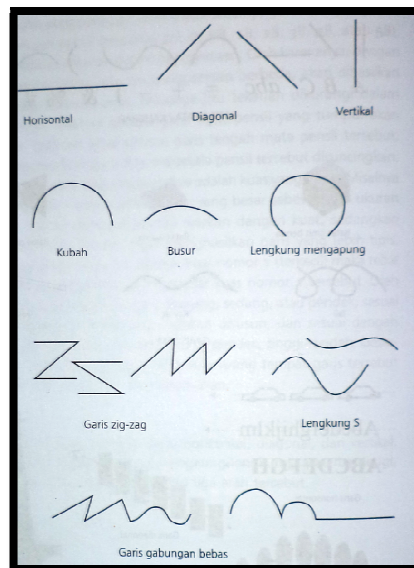 Horisontal
Diagonal
Vertikal
Kubah
Busur
Lengkung mengapung
Garis zig-zag
Lengkung S
Garis gabungan bebas